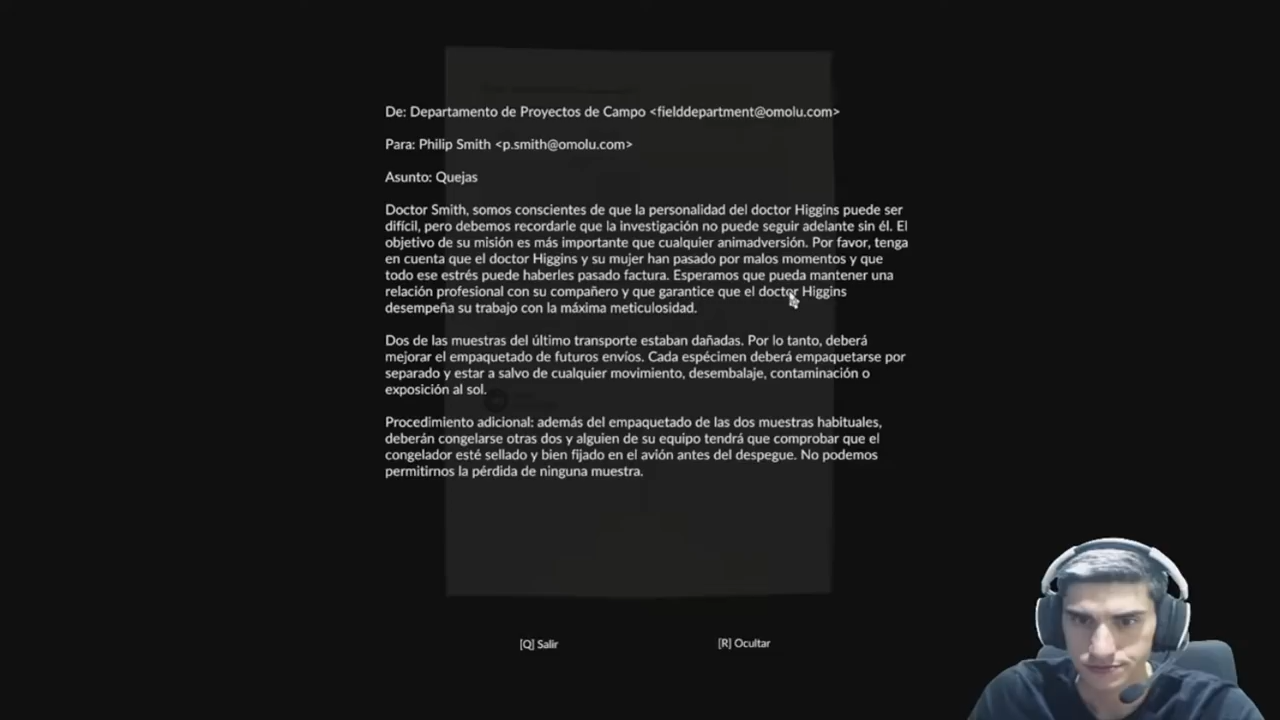 De: Departamento de Proyectos de Campo <fielddepartment@omolu.com>
Para: Philip Smith <p.smith@omolu.com>
Asunto: Quejas
Doctor Smith, somos conscientes de que la personalidad del doctor Higgins puede ser
difícil, pero debemos recordarle que la investigación no puede seguir adelante sin él. El
objetivo de su misión es más importante que cualquier animadversión. Por favor, tenga
en cuenta que el doctor Higgins y su mujer han pasado por malos momentos y que
todo ese estrés puede haberles pasado factura. Esperamos que pueda mantener una
relación profesional con su compañero y que garantice que el doctor Higgins
desempeña su trabajo con la máxima meticulosidad.
Dos de las muestras del último transporte estaban dañadas. Por lo tanto, deberá
mejorar el empaquetado de futuros envíos. Cada espécimen deberá empaquetarse por
separado y estar a salvo de cualquier movimiento, desembalaje, contaminación o
exposición al sol.
Procedimiento adicional: además del empaquetado de las dos muestras habituales,
deberán congelarse otras dos y alguien de su equipo tendrá que comprobar que el
congelador esté sellado y bien fijado en el avión antes del despegue. No podemos
permitirnos la pérdida de ninguna muestra.
[Q] Salir
[R] Ocultar